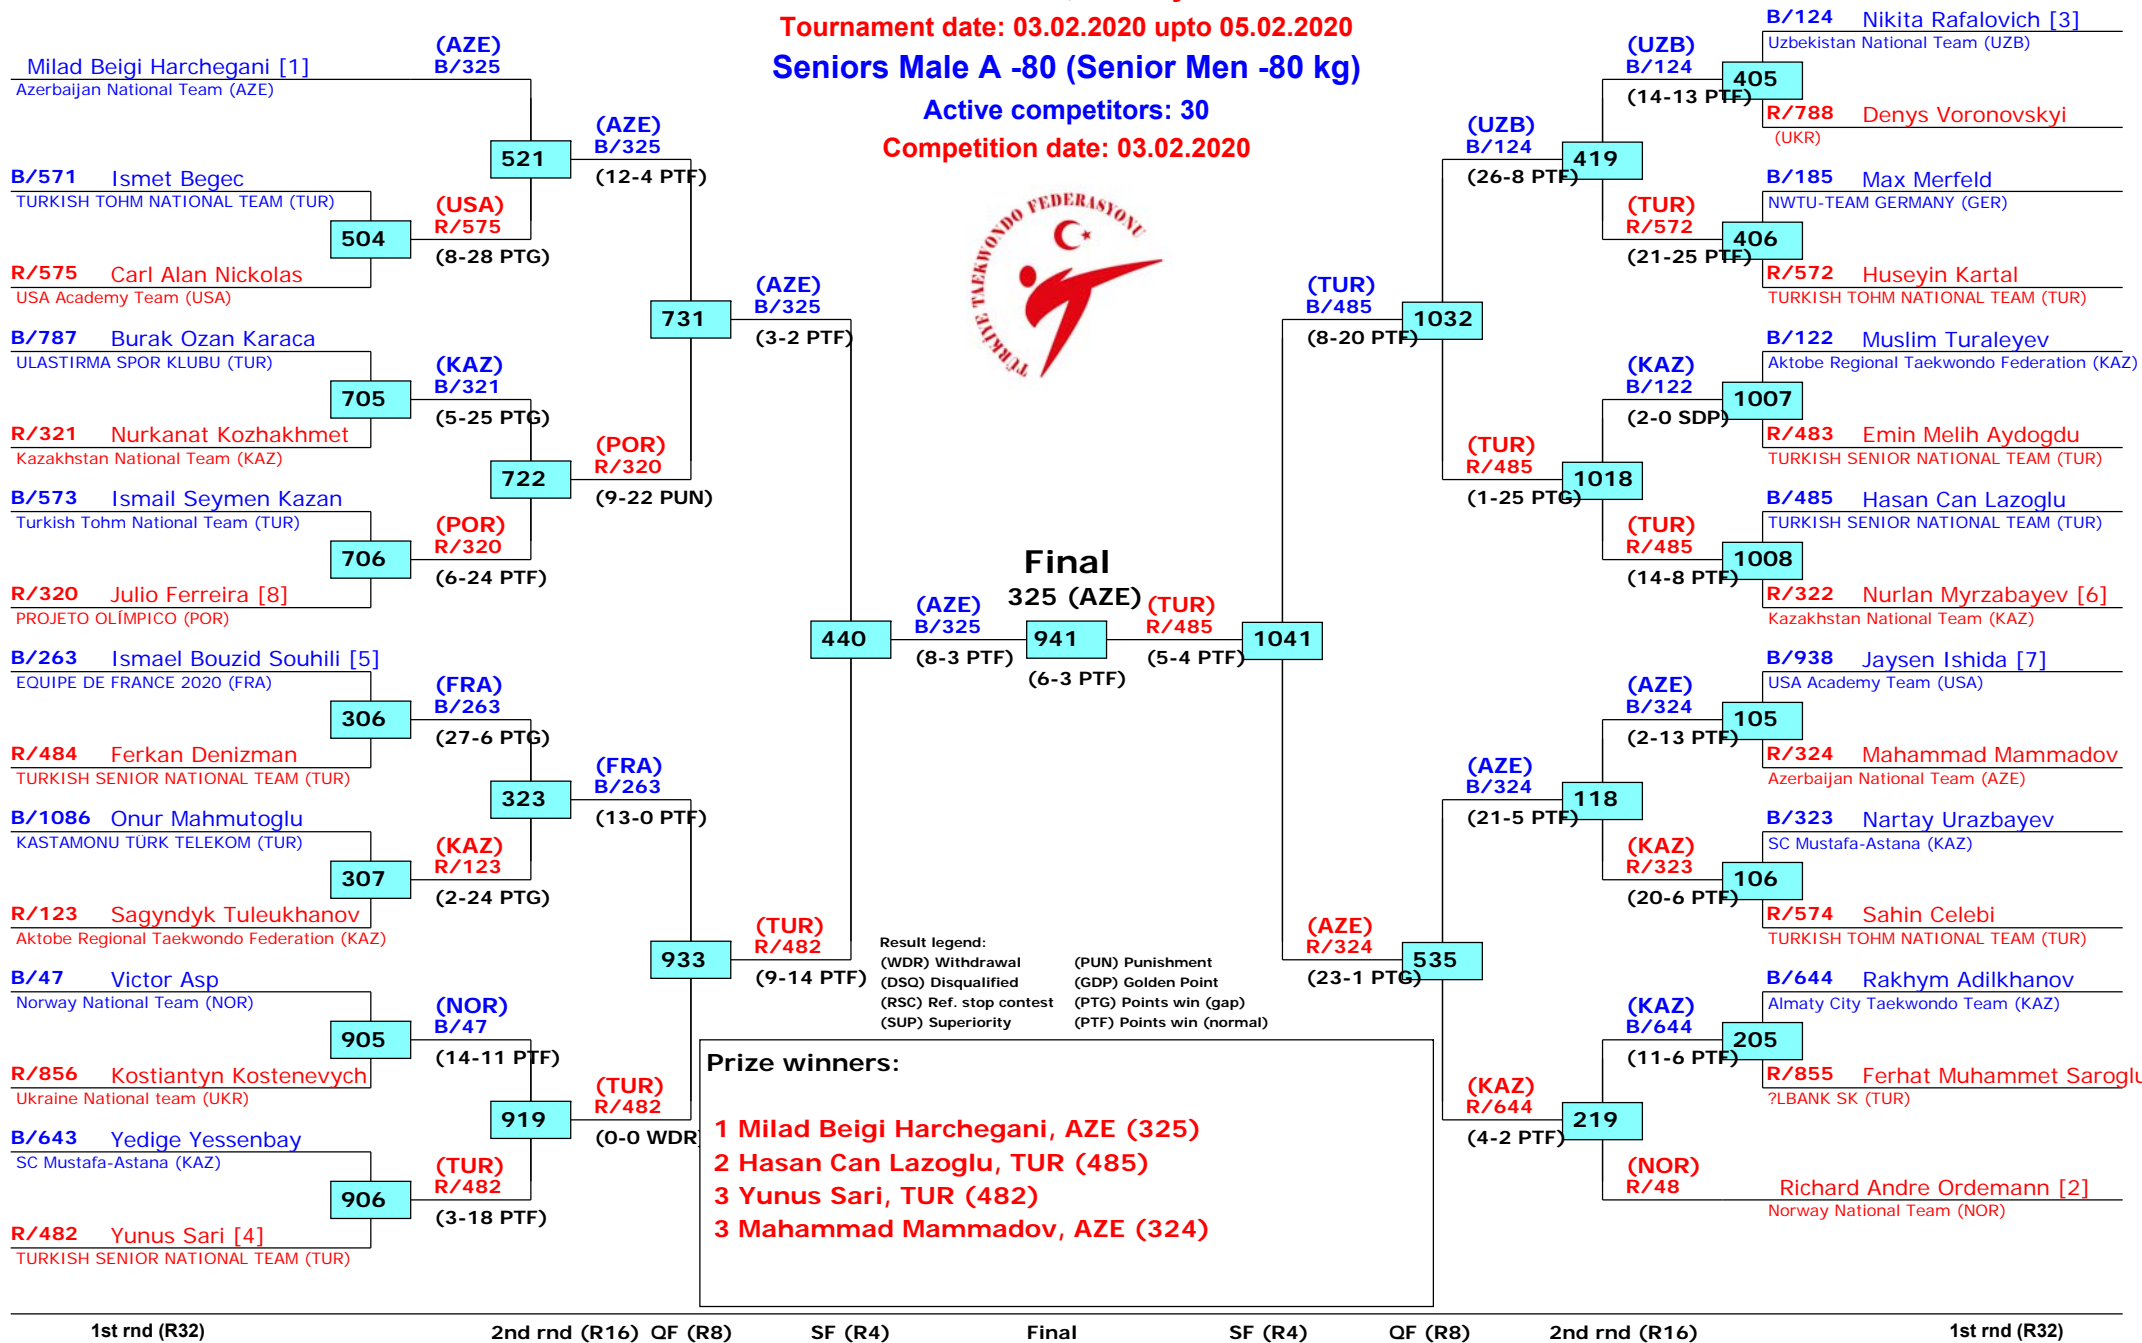 Tournament date: 03.02.2020 upto 05.02.2020
Seniors Male A -80 (Senior Men -80 kg)
Active competitors: 30
Competition date: 03.02.2020
TÜRKİYE TAEKWONDO FEDERASYONU
Milad Beigi Harchegani [1]
Azerbaijan National Team (AZE)
B/571 Ismet Begec
TURKISH TOHM NATIONAL TEAM (TUR)
504
R/575 Carl Alan Nickolas
USA Academy Team (USA)
B/787 Burak Ozan Karaca
ULASTIRMA SPOR KLUBU (TUR)
705
R/321 Nurkanat Kozhakhmet
Kazakhstan National Team (KAZ)
B/573 Ismail Seymen Kazan
Turkish Tohm National Team (TUR)
706
R/320 Julio Ferreira [8]
PROJETO OLÍMPICO (POR)
B/263 Ismael Bouzid Souhili [5]
EQUIPE DE FRANCE 2020 (FRA)
306
R/484 Ferkan Denizman
TURKISH SENIOR NATIONAL TEAM (TUR)
B/1086 Onur Mahmutoglu
KASTAMONU TÜRK TELEKOM (TUR)
307
R/123 Sagyndyk Tuleukhanov
Aktobe Regional Taekwondo Federation (KAZ)
B/47 Victor Asp
Norway National Team (NOR)
905
R/856 Kostiantyn Kostenevych
Ukraine National team (UKR)
B/643 Yedige Yessenbay
SC Mustafa-Astana (KAZ)
906
R/482 Yunus Sari [4]
TURKISH SENIOR NATIONAL TEAM (TUR)
(AZE)
B/325
521
(USA)
R/575
(8-28 PTG)
(KAZ)
B/321
(5-25 PTG)
722
(POR)
R/320
(6-24 PTF)
(FRA)
B/263
(27-6 PTG)
323
(KAZ)
R/123
(2-24 PTG)
(NOR)
B/47
(14-11 PTF)
919
(TUR)
R/482
(3-18 PTF)
(AZE)
B/325
(12-4 PTF)
731
(POR)
R/320
(9-22 PUN)
(FRA)
B/263
(13-0 PTF)
933
(TUR)
R/482
(0-0 WDR)
(AZE)
B/325
(3-2 PTF)
440
(TUR)
R/482
(9-14 PTF)
(AZE)
B/325
(8-3 PTF)
Final
325 (AZE)
941
(6-3 PTF)
(TUR)
R/485
(5-4 PTF)
1041
(TUR)
B/485
(8-20 PTF)
1032
(AZE)
R/324
(23-1 PTG)
535
(UZB)
B/124
(26-8 PTF)
419
(TUR)
R/485
(1-25 PTG)
1018
(AZE)
B/324
(21-5 PTF)
118
(KAZ)
R/644
(4-2 PTF)
219
(UZB)
B/124
(14-13 PTF)
(TUR)
R/572
(21-25 PTF)
(KAZ)
B/122
(2-0 SDP)
(TUR)
R/485
(14-8 PTF)
(AZE)
B/324
(2-13 PTF)
(KAZ)
R/323
(20-6 PTF)
(KAZ)
B/644
(11-6 PTF)
(NOR)
R/48
B/124 Nikita Rafalovich [3]
Uzbekistan National Team (UZB)
405
R/788 Denys Voronovskyi
(UKR)
B/185 Max Merfeld
NWTU-TEAM GERMANY (GER)
406
R/572 Huseyin Kartal
TURKISH TOHM NATIONAL TEAM (TUR)
B/122 Muslim Turaleyev
Aktobe Regional Taekwondo Federation (KAZ)
1007
R/483 Emin Melih Aydogdu
TURKISH SENIOR NATIONAL TEAM (TUR)
B/485 Hasan Can Lazoglu
TURKISH SENIOR NATIONAL TEAM (TUR)
1008
R/322 Nurlan Myrzabayev [6]
Kazakhstan National Team (KAZ)
B/938 Jaysen Ishida [7]
USA Academy Team (USA)
105
R/324 Mahammad Mammadov
Azerbaijan National Team (AZE)
B/323 Nartay Urazbayev
SC Mustafa-Astana (KAZ)
106
R/574 Sahin Celebi
TURKISH TOHM NATIONAL TEAM (TUR)
B/644 Rakhym Adilkhanov
Almaty City Taekwondo Team (KAZ)
205
R/855 Ferhat Muhammet Saroglu
?LBANK SK (TUR)
Richard Andre Ordemann [2]
Norway National Team (NOR)
Result legend:
(WDR) Withdrawal (PUN) Punishment
(DSQ) Disqualified (GDP) Golden Point
(RSC) Ref. stop contest (PTG) Points win (gap)
(SUP) Superiority (PTF) Points win (normal)
Prize winners:
1 Milad Beigi Harchegani, AZE (325)
2 Hasan Can Lazoglu, TUR (485)
3 Yunus Sari, TUR (482)
3 Mahammad Mammadov, AZE (324)
1st rnd (R32) 2nd rnd (R16) QF (R8) SF (R4) Final SF (R4) QF (R8) 2nd rnd (R16) 1st rnd (R32)